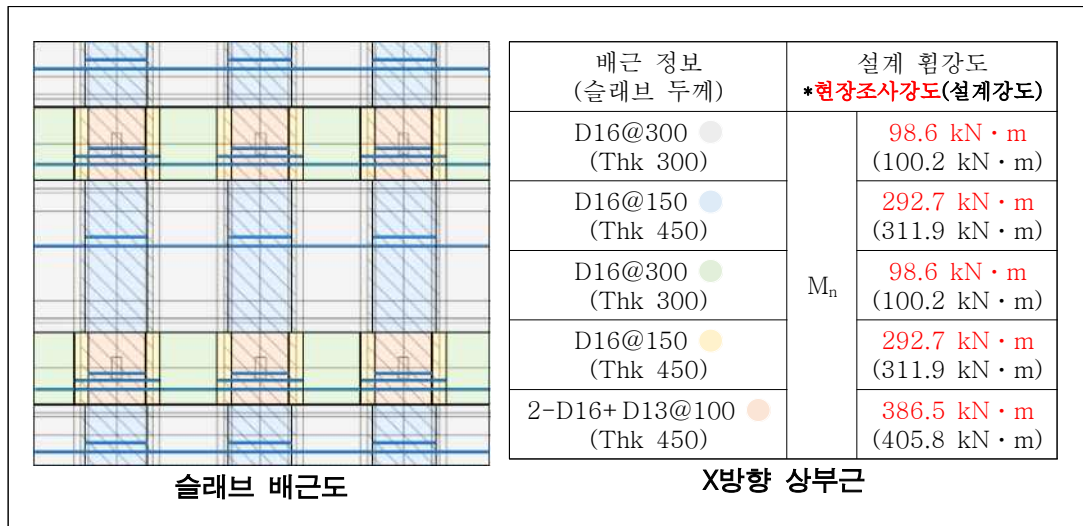 배근 정보
(슬래브 두께)
설계 휨강도
*현장조사강도(설계강도)
D16@300
(Thk 300)
98.6 kN·m
(100.2 kN·m)
D16@150
(Thk 450)
292.7 kN·m
(311.9 kN·m)
D16@300
(Thk 300)
Mn
98.6 kN·m
(100.2 kN·m)
D16@150
(Thk 450)
292.7 kN·m
(311.9 kN·m)
2-D16+D13@100
(Thk 450)
386.5 kN·m
(405.8 kN·m)
슬래브 배근도
X방향 상부근